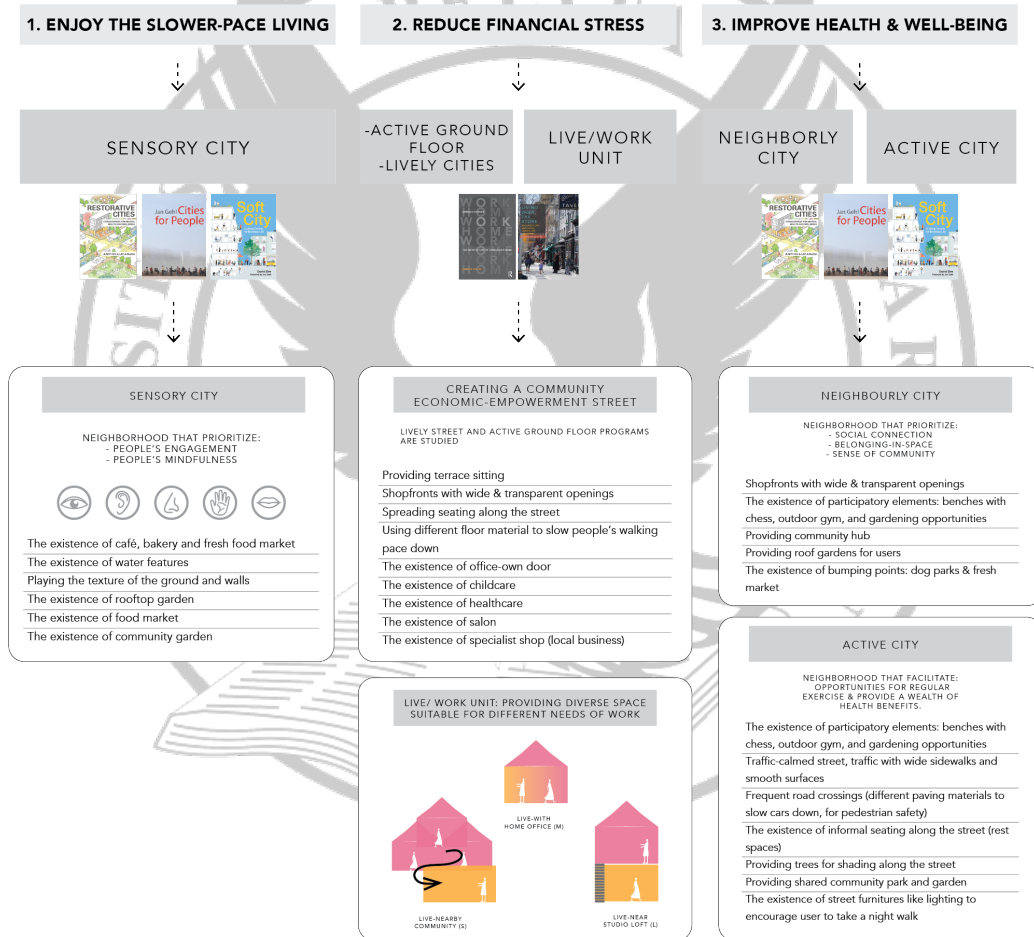 1. ENJOY THE SLOWER-PACE LIVING
2. REDUCE FINANCIAL STRESS
3. IMPROVE HEALTH & WELL-BEING
SENSORY CITY
-ACTIVE GROUND
FLOOR
-LIVELY CITIES
LIVE/WORK
UNIT
NEIGHBORLY
CITY
ACTIVE CITY
RESTORATIVE
CITIES
Jan Gehl Cities
for People
Soft
City
WORK
HOME
RESTORATIVE
CITIES
Jan Gehl Cities
for People
Soft
City
SENSORY CITY
NEIGHBORHOOD THAT PRIORITIZE:
- PEOPLE'S ENGAGEMENT
- PEOPLE'S MINDFULNESS
The existence of café, bakery and fresh food market
The existence of water features
Playing the texture of the ground and walls
The existence of rooftop garden
The existence of food market
The existence of community garden
CREATING A COMMUNITY
ECONOMIC-EMPOWERMENT STREET
LIVELY STREET AND ACTIVE GROUND FLOOR PROGRAMS
ARE STUDIED
Providing terrace sitting
Shopfronts with wide & transparent openings
Spreading seating along the street
Using different floor material to slow people's walking
pace down
The existence of office-own door
The existence of childcare
The existence of healthcare
The existence of salon
The existence of specialist shop (local business)
LIVE/ WORK UNIT: PROVIDING DIVERSE SPACE
SUITABLE FOR DIFFERENT NEEDS OF WORK
LIVE-WITH
HOME OFFICE (M)
LIVE-NEARBY
COMMUNITY (S)
LIVE-NEAR
STUDIO LOFT (L)
NEIGHBOURLY CITY
NEIGHBORHOOD THAT PRIORITIZE:
- SOCIAL CONNECTION
- BELONGING-IN-SPACE
- SENSE OF COMMUNITY
Shopfronts with wide & transparent openings
The existence of participatory elements: benches with
chess, outdoor gym, and gardening opportunities
Providing community hub
Providing roof gardens for users
The existence of bumping points: dog parks & fresh
market
ACTIVE CITY
NEIGHBORHOOD THAT FACILITATE:
OPPORTUNITIES FOR REGULAR
EXERCISE & PROVIDE A WEALTH OF
HEALTH BENEFITS.
The existence of participatory elements: benches with
chess, outdoor gym, and gardening opportunities
Traffic-calmed street, traffic with wide sidewalks and
smooth surfaces
Frequent road crossings (different paving materials to
slow cars down, for pedestrian safety)
The existence of informal seating along the street (rest
spaces)
Providing trees for shading along the street
Providing shared community park and garden
The existence of street furnitures like lighting to
encourage user to take a night walk